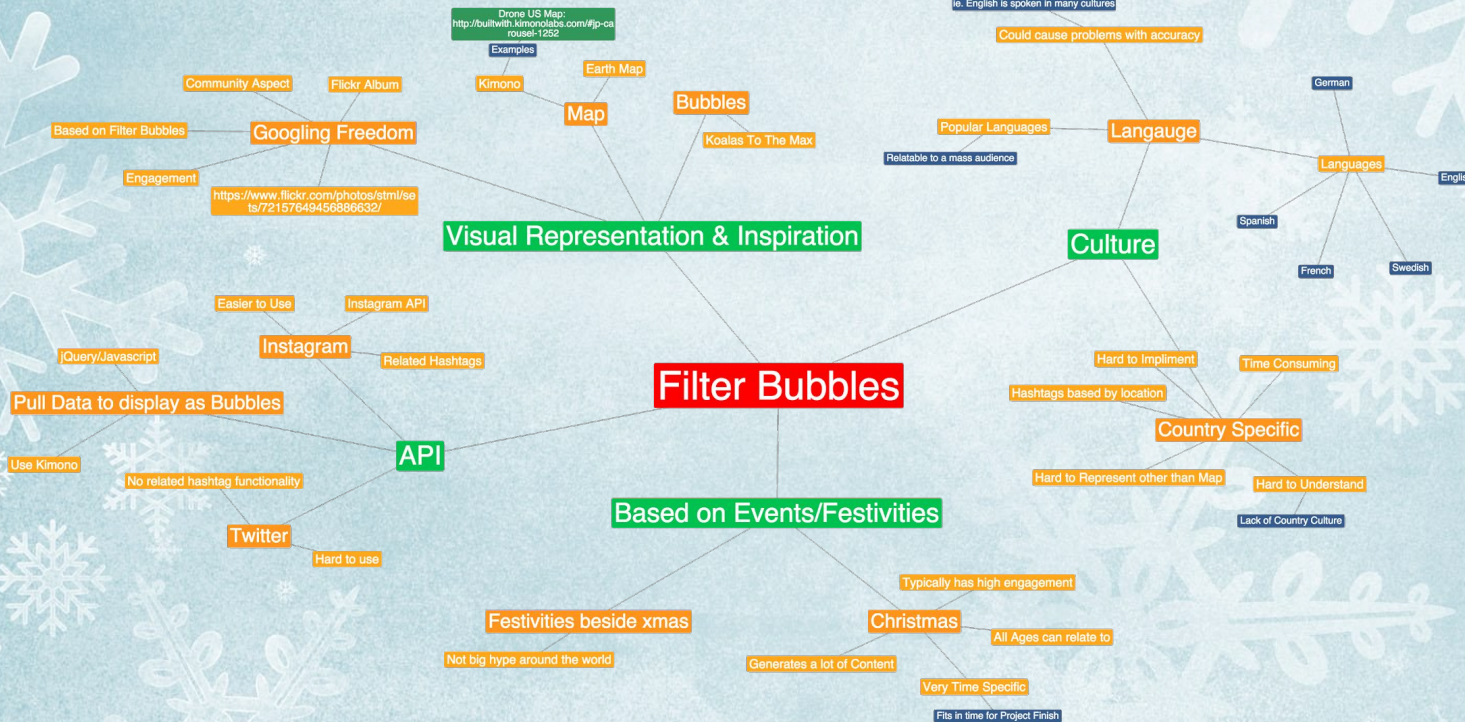 Drone US Map:
http://builtwith.kimonolabs.com/#jp-ca
rousel-1252
Examples
Kimono
Earth Map
Map
Bubbles
Koalas To The Max
Community Aspect
Flickr Album
Based on Filter Bubbles
Googling Freedom
Engagement
https://www.flickr.com/photos/stml/se
ts/72157649456886632/
Visual Representation & Inspiration
ie. English is spoken in many cultures
Could cause problems with accuracy
Popular Languages
Langauge
Relatable to a mass audience
German
Languages
Englis
Spanish
French
Swedish
Culture
Easier to Use
Instagram API
Instagram
Related Hashtags
jQuery/Javascript
Pull Data to display as Bubbles
Use Kimono
API
No related hashtag functionality
Twitter
Hard to use
Filter Bubbles
Hard to Impliment
Time Consuming
Hashtags based by location
Country Specific
Hard to Represent other than Map
Hard to Understand
Lack of Country Culture
Based on Events/Festivities
Festivities beside xmas
Not big hype around the world
Typically has high engagement
Christmas
All Ages can relate to
Generates a lot of Content
Very Time Specific
Fits in time for Project Finish